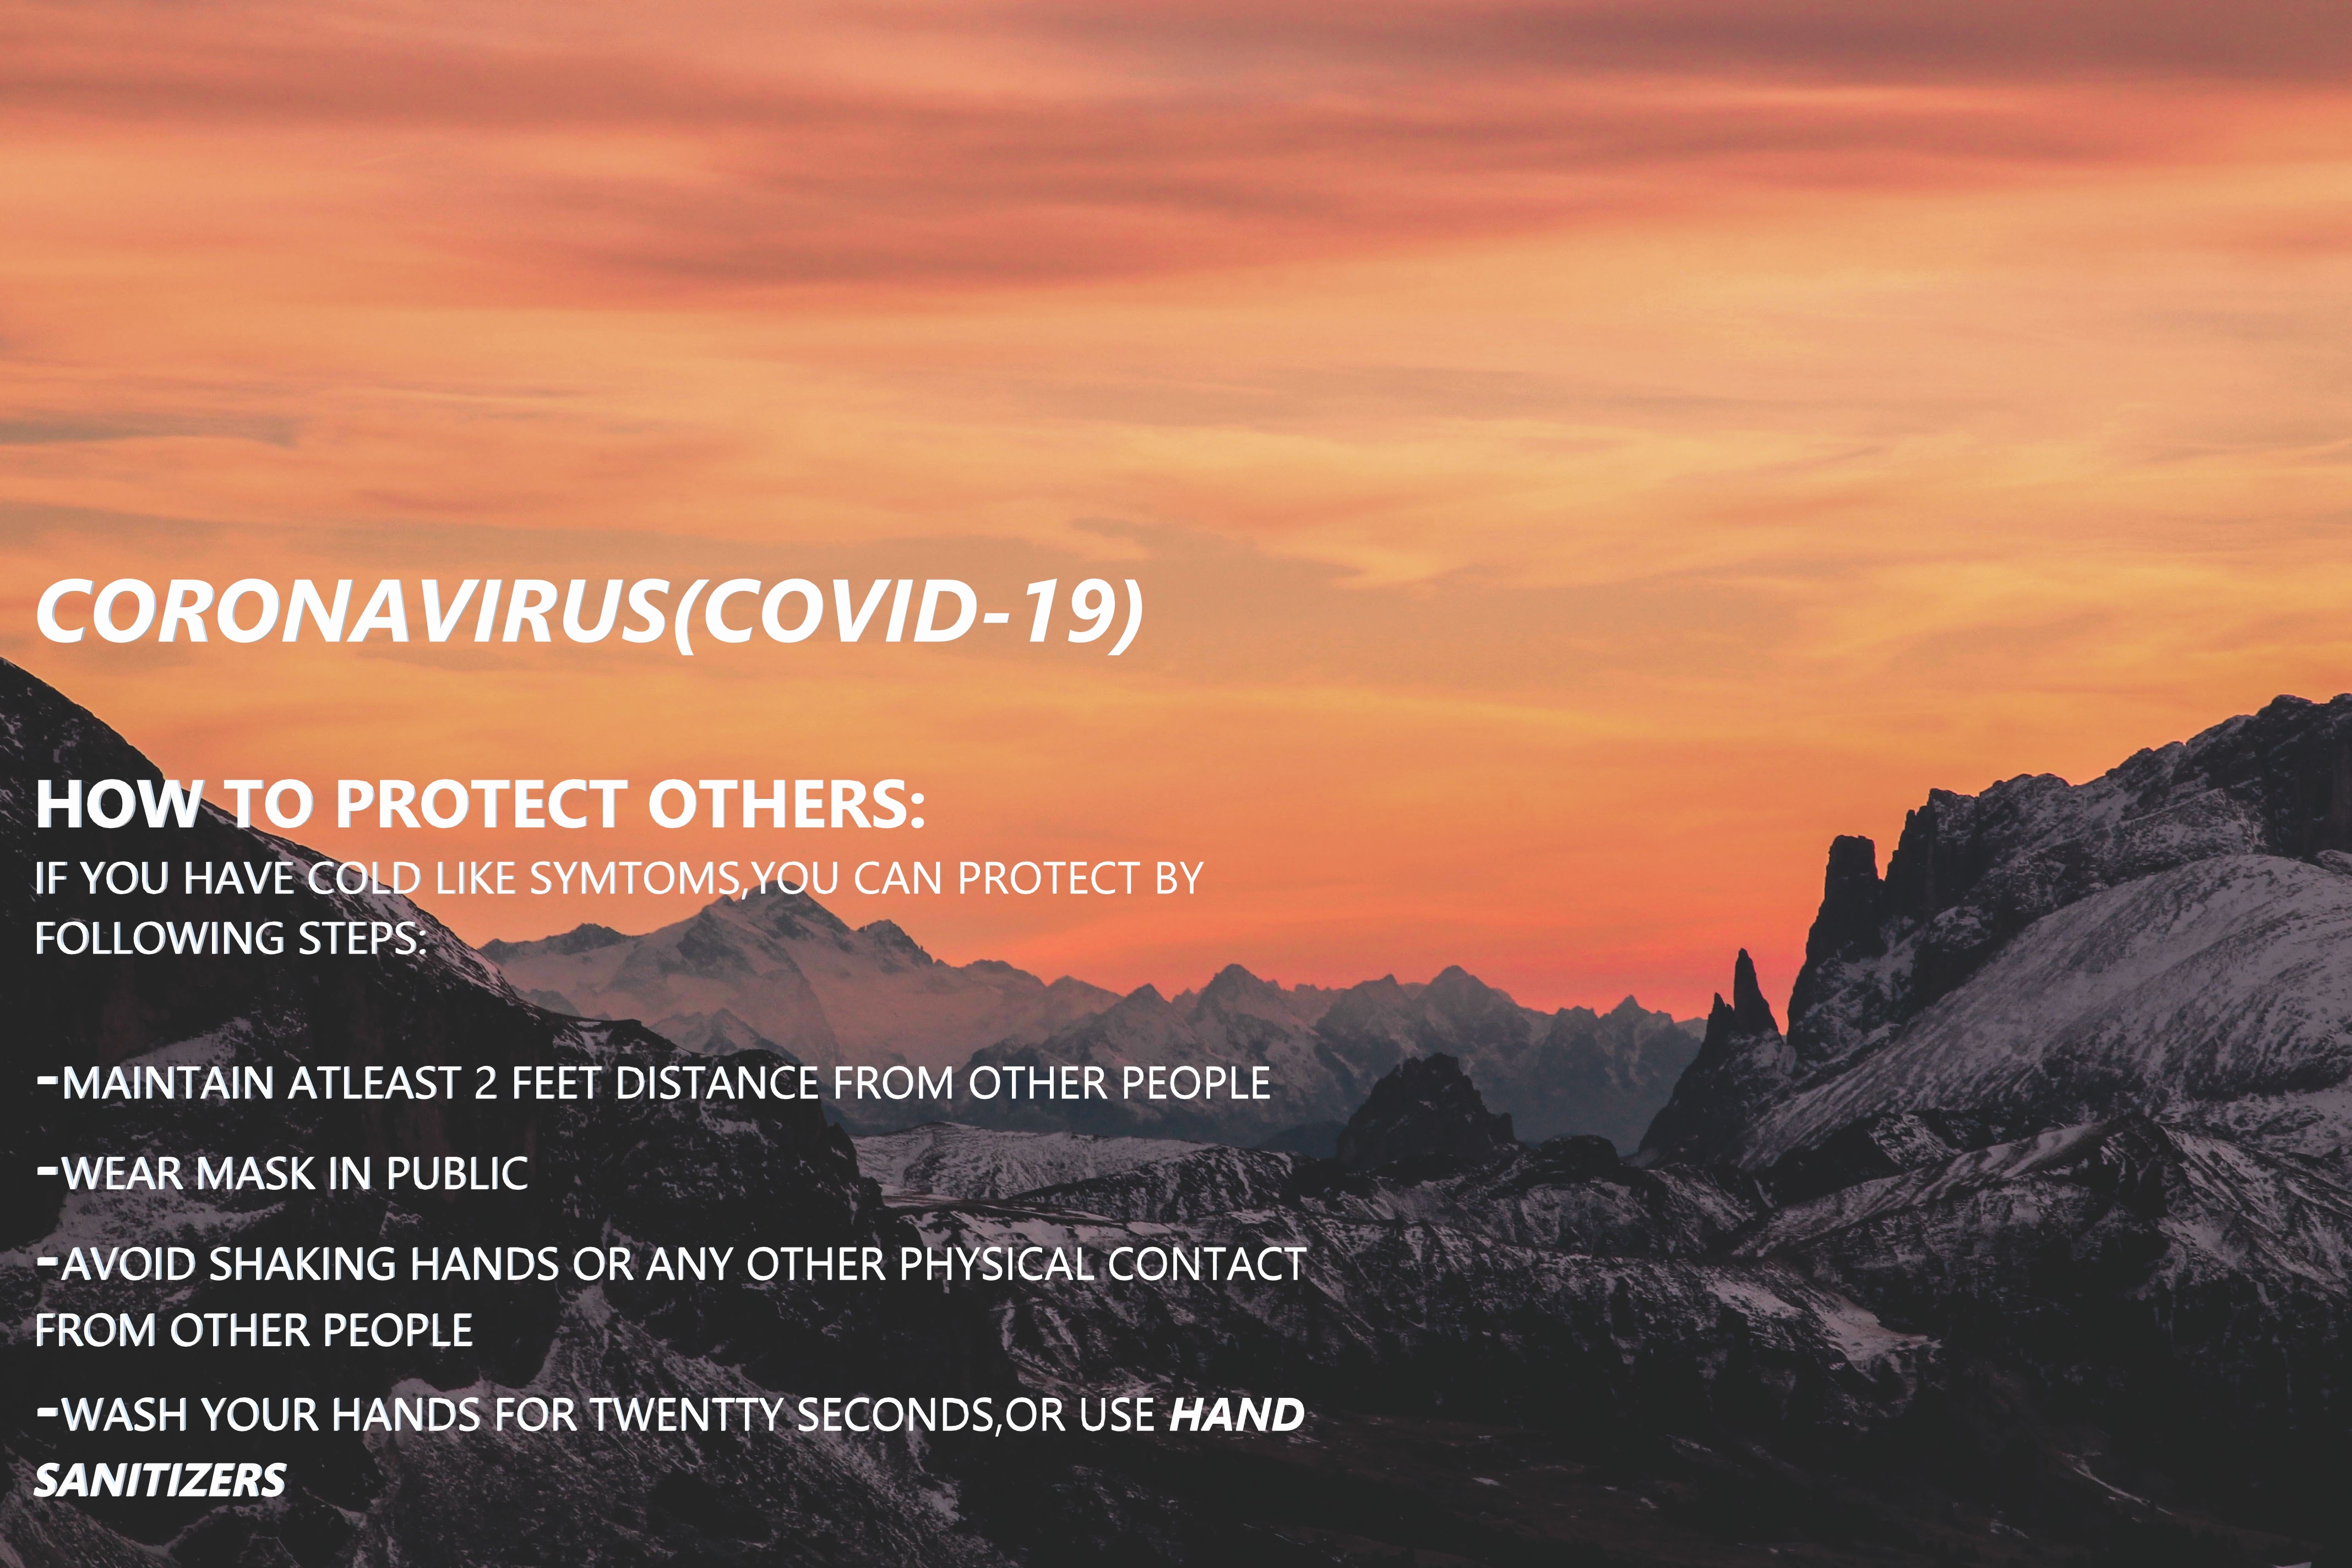 CORONAVIRUS(COVID-19)
HOW TO PROTECT OTHERS:
IF YOU HAVE COLD LIKE SYMTOMS,YOU CAN PROTECT BY
FOLLOWING STEPS:
-MAINTAIN ATLEAST 2 FEET DISTANCE FROM OTHER PEOPLE
-WEAR MASK IN PUBLIC
-AVOID SHAKING HANDS OR ANY OTHER PHYSICAL CONTACT
FROM OTHER PEOPLE
-WASH YOUR HANDS FOR TWENTTY SECONDS,OR USE HAND
SANITIZERS